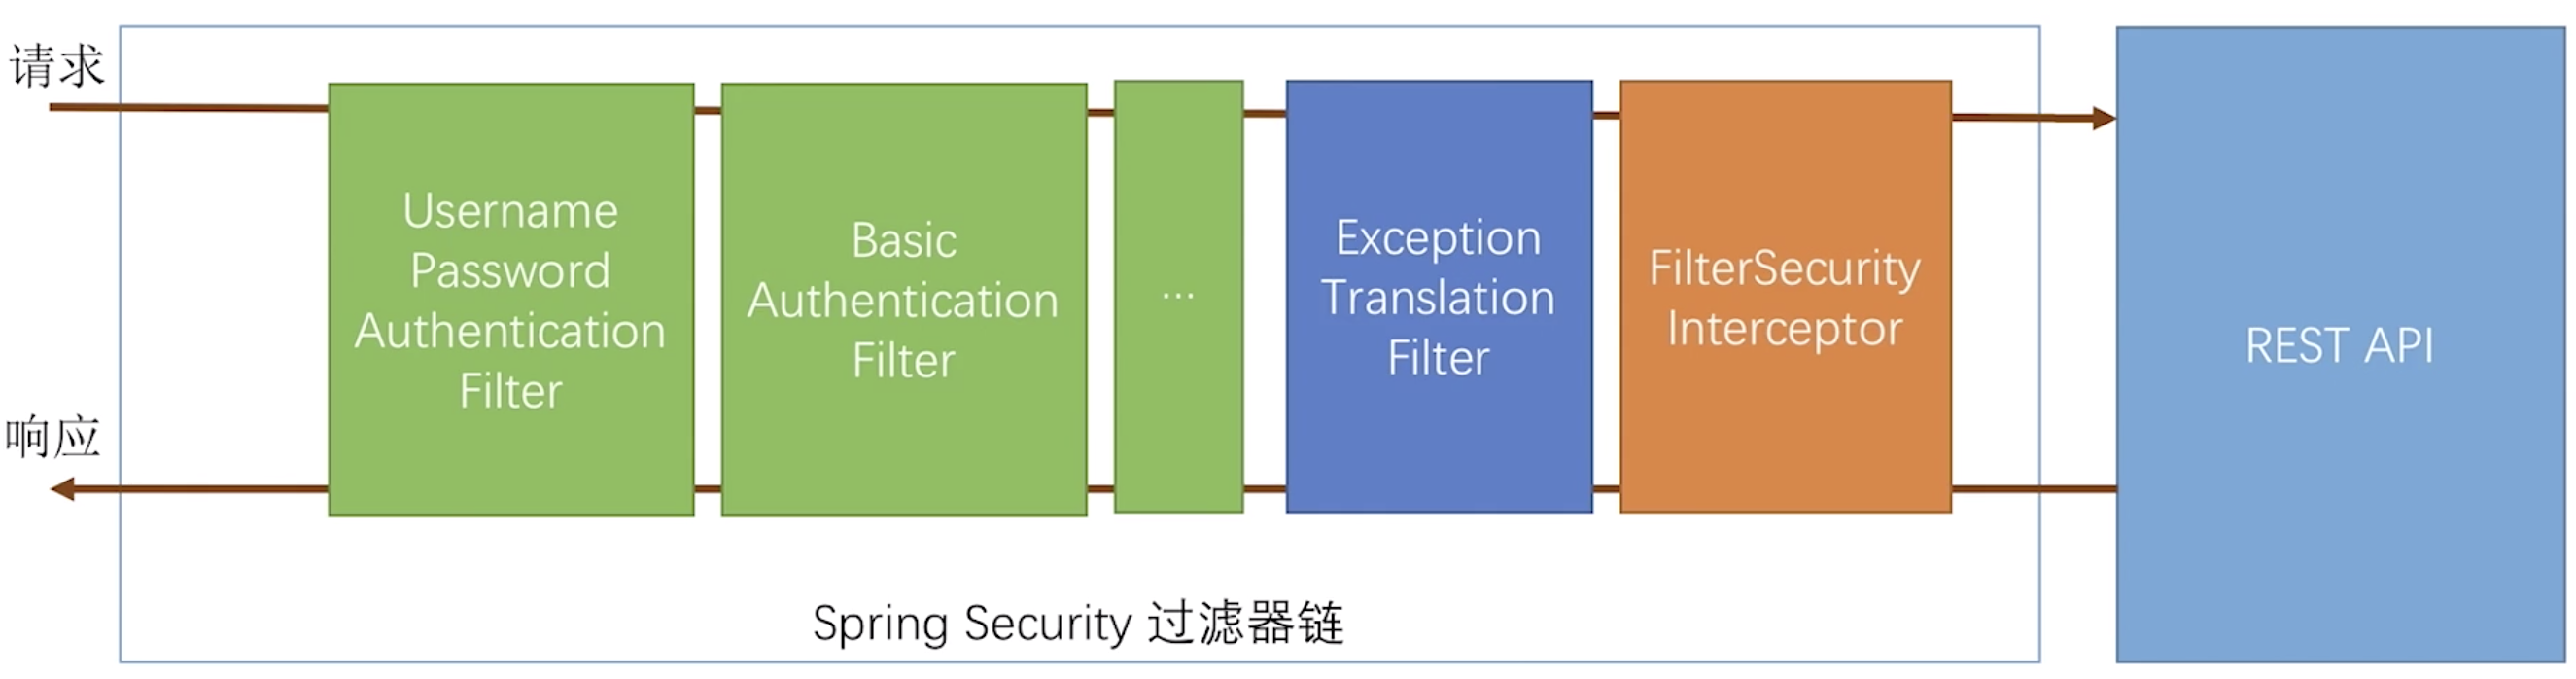 请求
Username
Password
Authentication
Filter
Basic
Authentication
Filter
...
Exception
Translation
Filter
FilterSecurity
Interceptor
REST API
响应
Spring Security 过滤器链